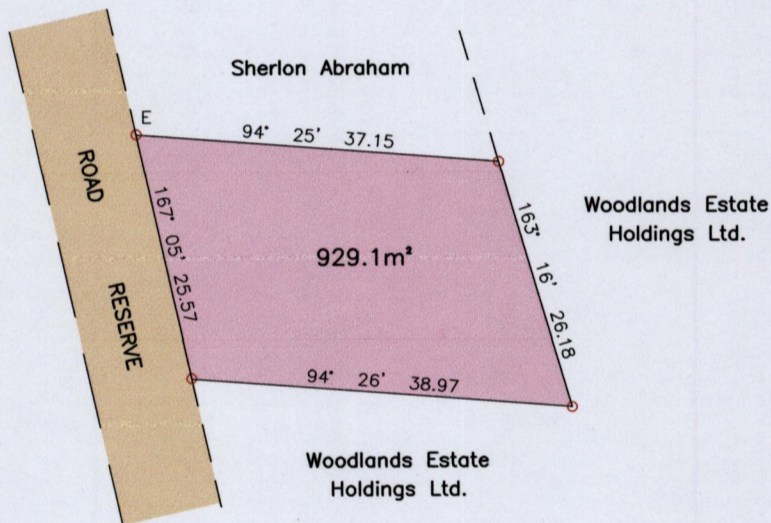 Sherlon Abraham
E
94° 25' 37.15
ROAD RESERVE
167° 05' 25.57
929.1m²
163° 16' 26.18
Woodlands Estate
Holdings Ltd.
94° 26' 38.97
Woodlands Estate
Holdings Ltd.